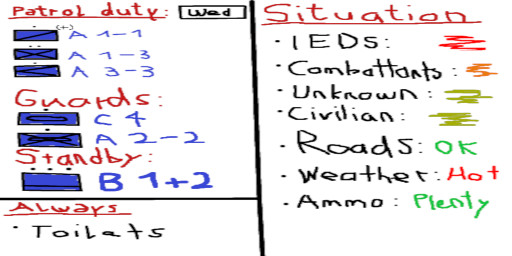 Patrol duty: Wed
(+) A 1-1
A 1-3
A 3-3
Guards:
C 4
A 2-2
Standby:
B 1+2
Always
· Toilets
Situation
· IEDS:
· Combattants:
· Unknown:
· Civilian:
· Roads: OK
· Weather: Hot
· Ammo: Plenty